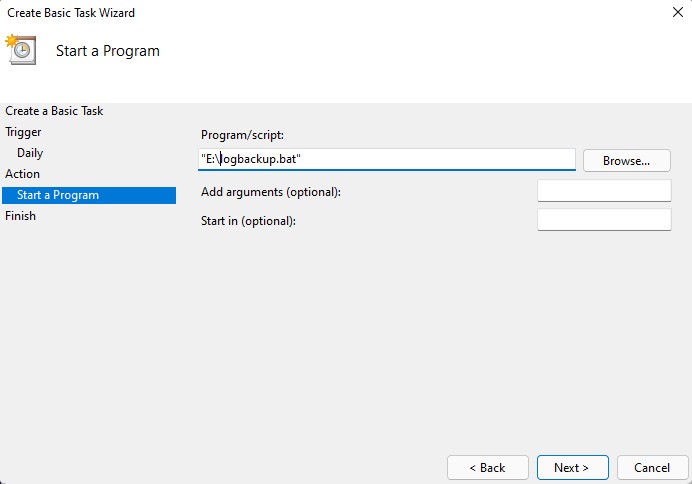 Create Basic Task Wizard
Start a Program
Create a Basic Task
Trigger
Daily
Action
Start a Program
Finish
Program/script:
"E:\logbackup.bat"
Browse...
Add arguments (optional):
Start in (optional):
< Back
Next >
Cancel